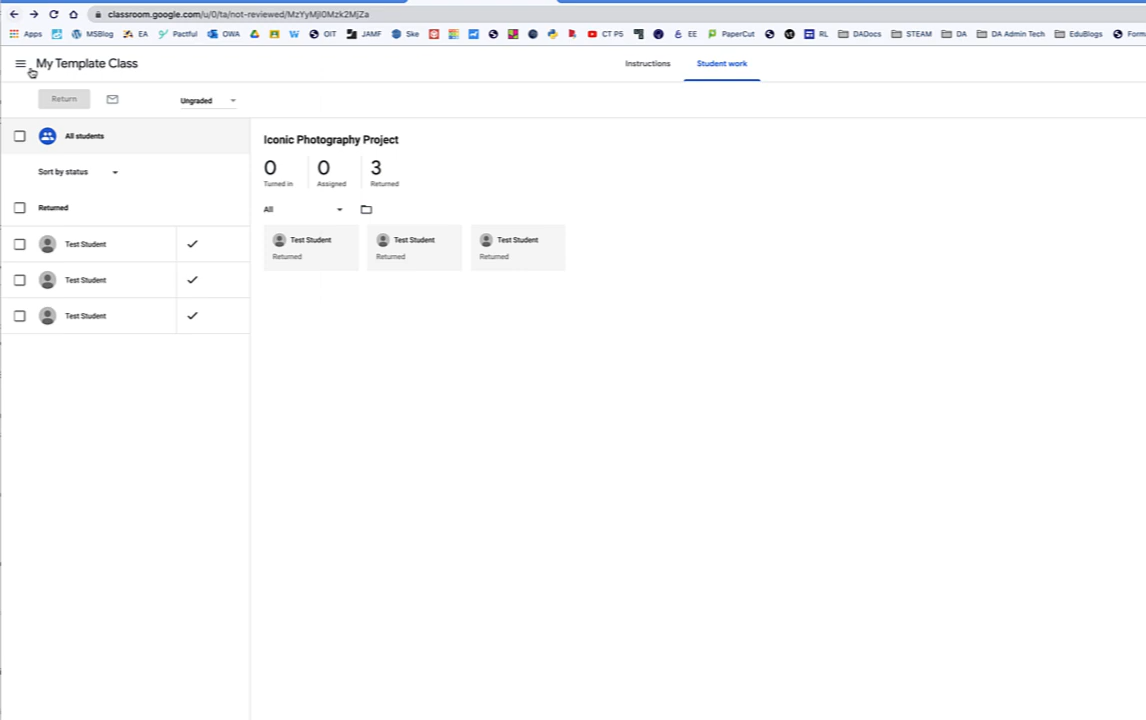 classroom.google.com/u/0/ta/not-reviewed/MzYyMjI0Mzk2MjZa
Apps MSBlog EA Pactful OWA OIT JAMF Ske CT P5 EE PaperCut RL DADocs STEAM DA DA Admin Tech EduBlogs Form
My Template Class Instructions Student work
Return Ungraded
All students
Sort by status
Returned
Test Student
Test Student
Test Student
Iconic Photography Project
0 0 3
Turned in Assigned Returned
All
Test Student Test Student Test Student
Returned Returned Returned